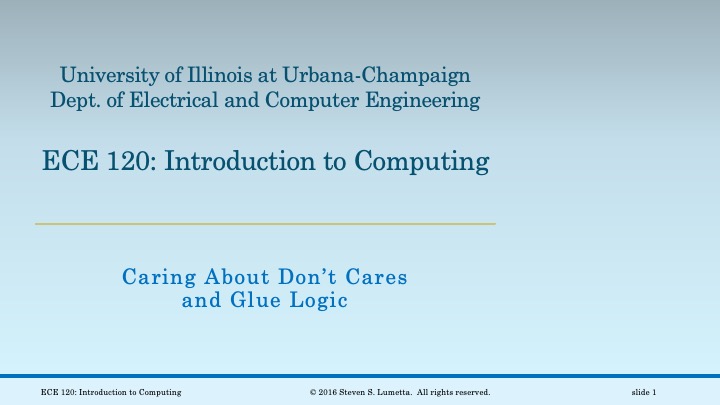 University of Illinois at Urbana-Champaign
Dept. of Electrical and Computer Engineering
ECE 120: Introduction to Computing
Caring About Don’t Cares
and Glue Logic
ECE 120: Introduction to Computing
© 2016 Steven S. Lumetta.  All rights reserved.
slide 1